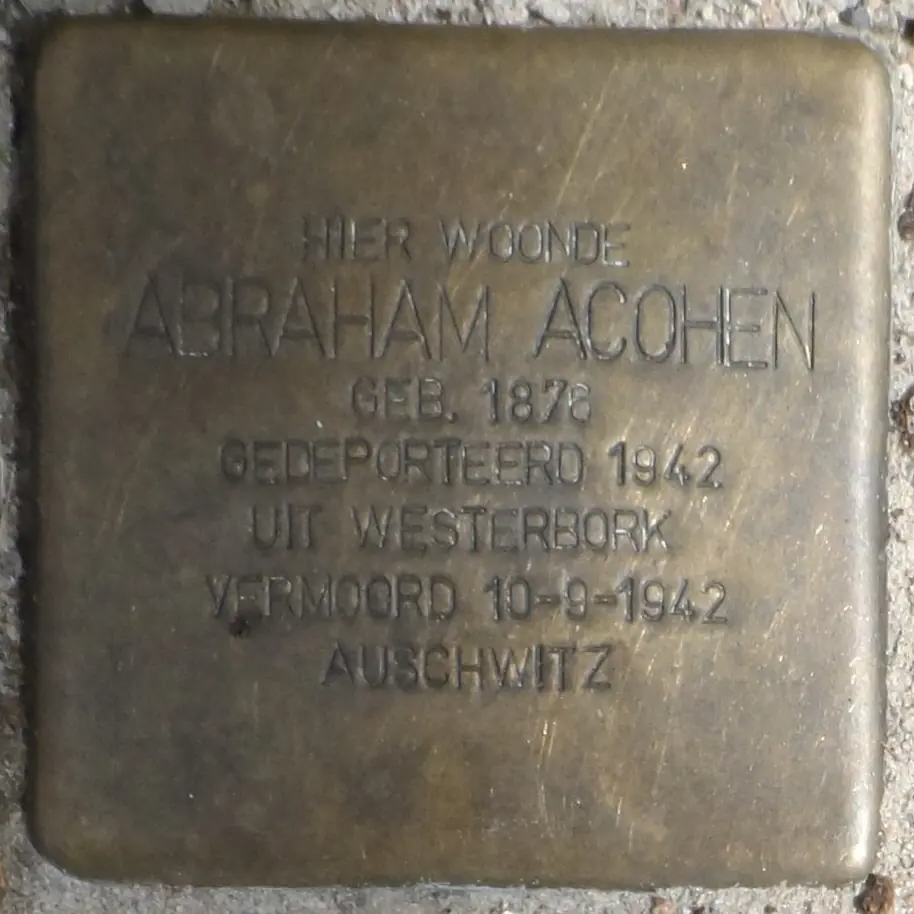 HIER WOONDE
ABRAHAM ACOHEN
GEB. 1876
GEDEPORTEERD 1942
UIT WESTERBORK
VERMOORD 10-9-1942
AUSCHWITZ